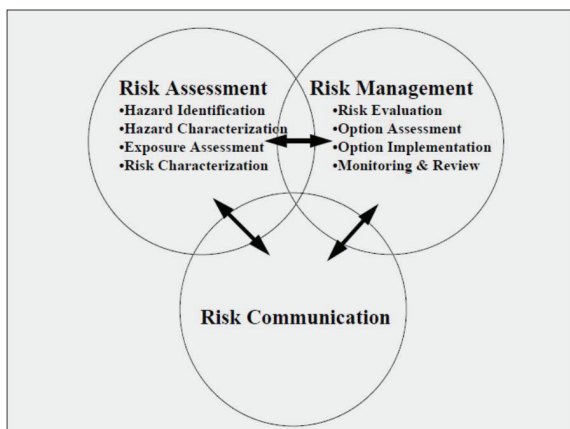 Risk Assessment
•Hazard Identification
•Hazard Characterization
•Exposure Assessment
•Risk Characterization
Risk Management
•Risk Evaluation
•Option Assessment
•Option Implementation
•Monitoring & Review
Risk Communication